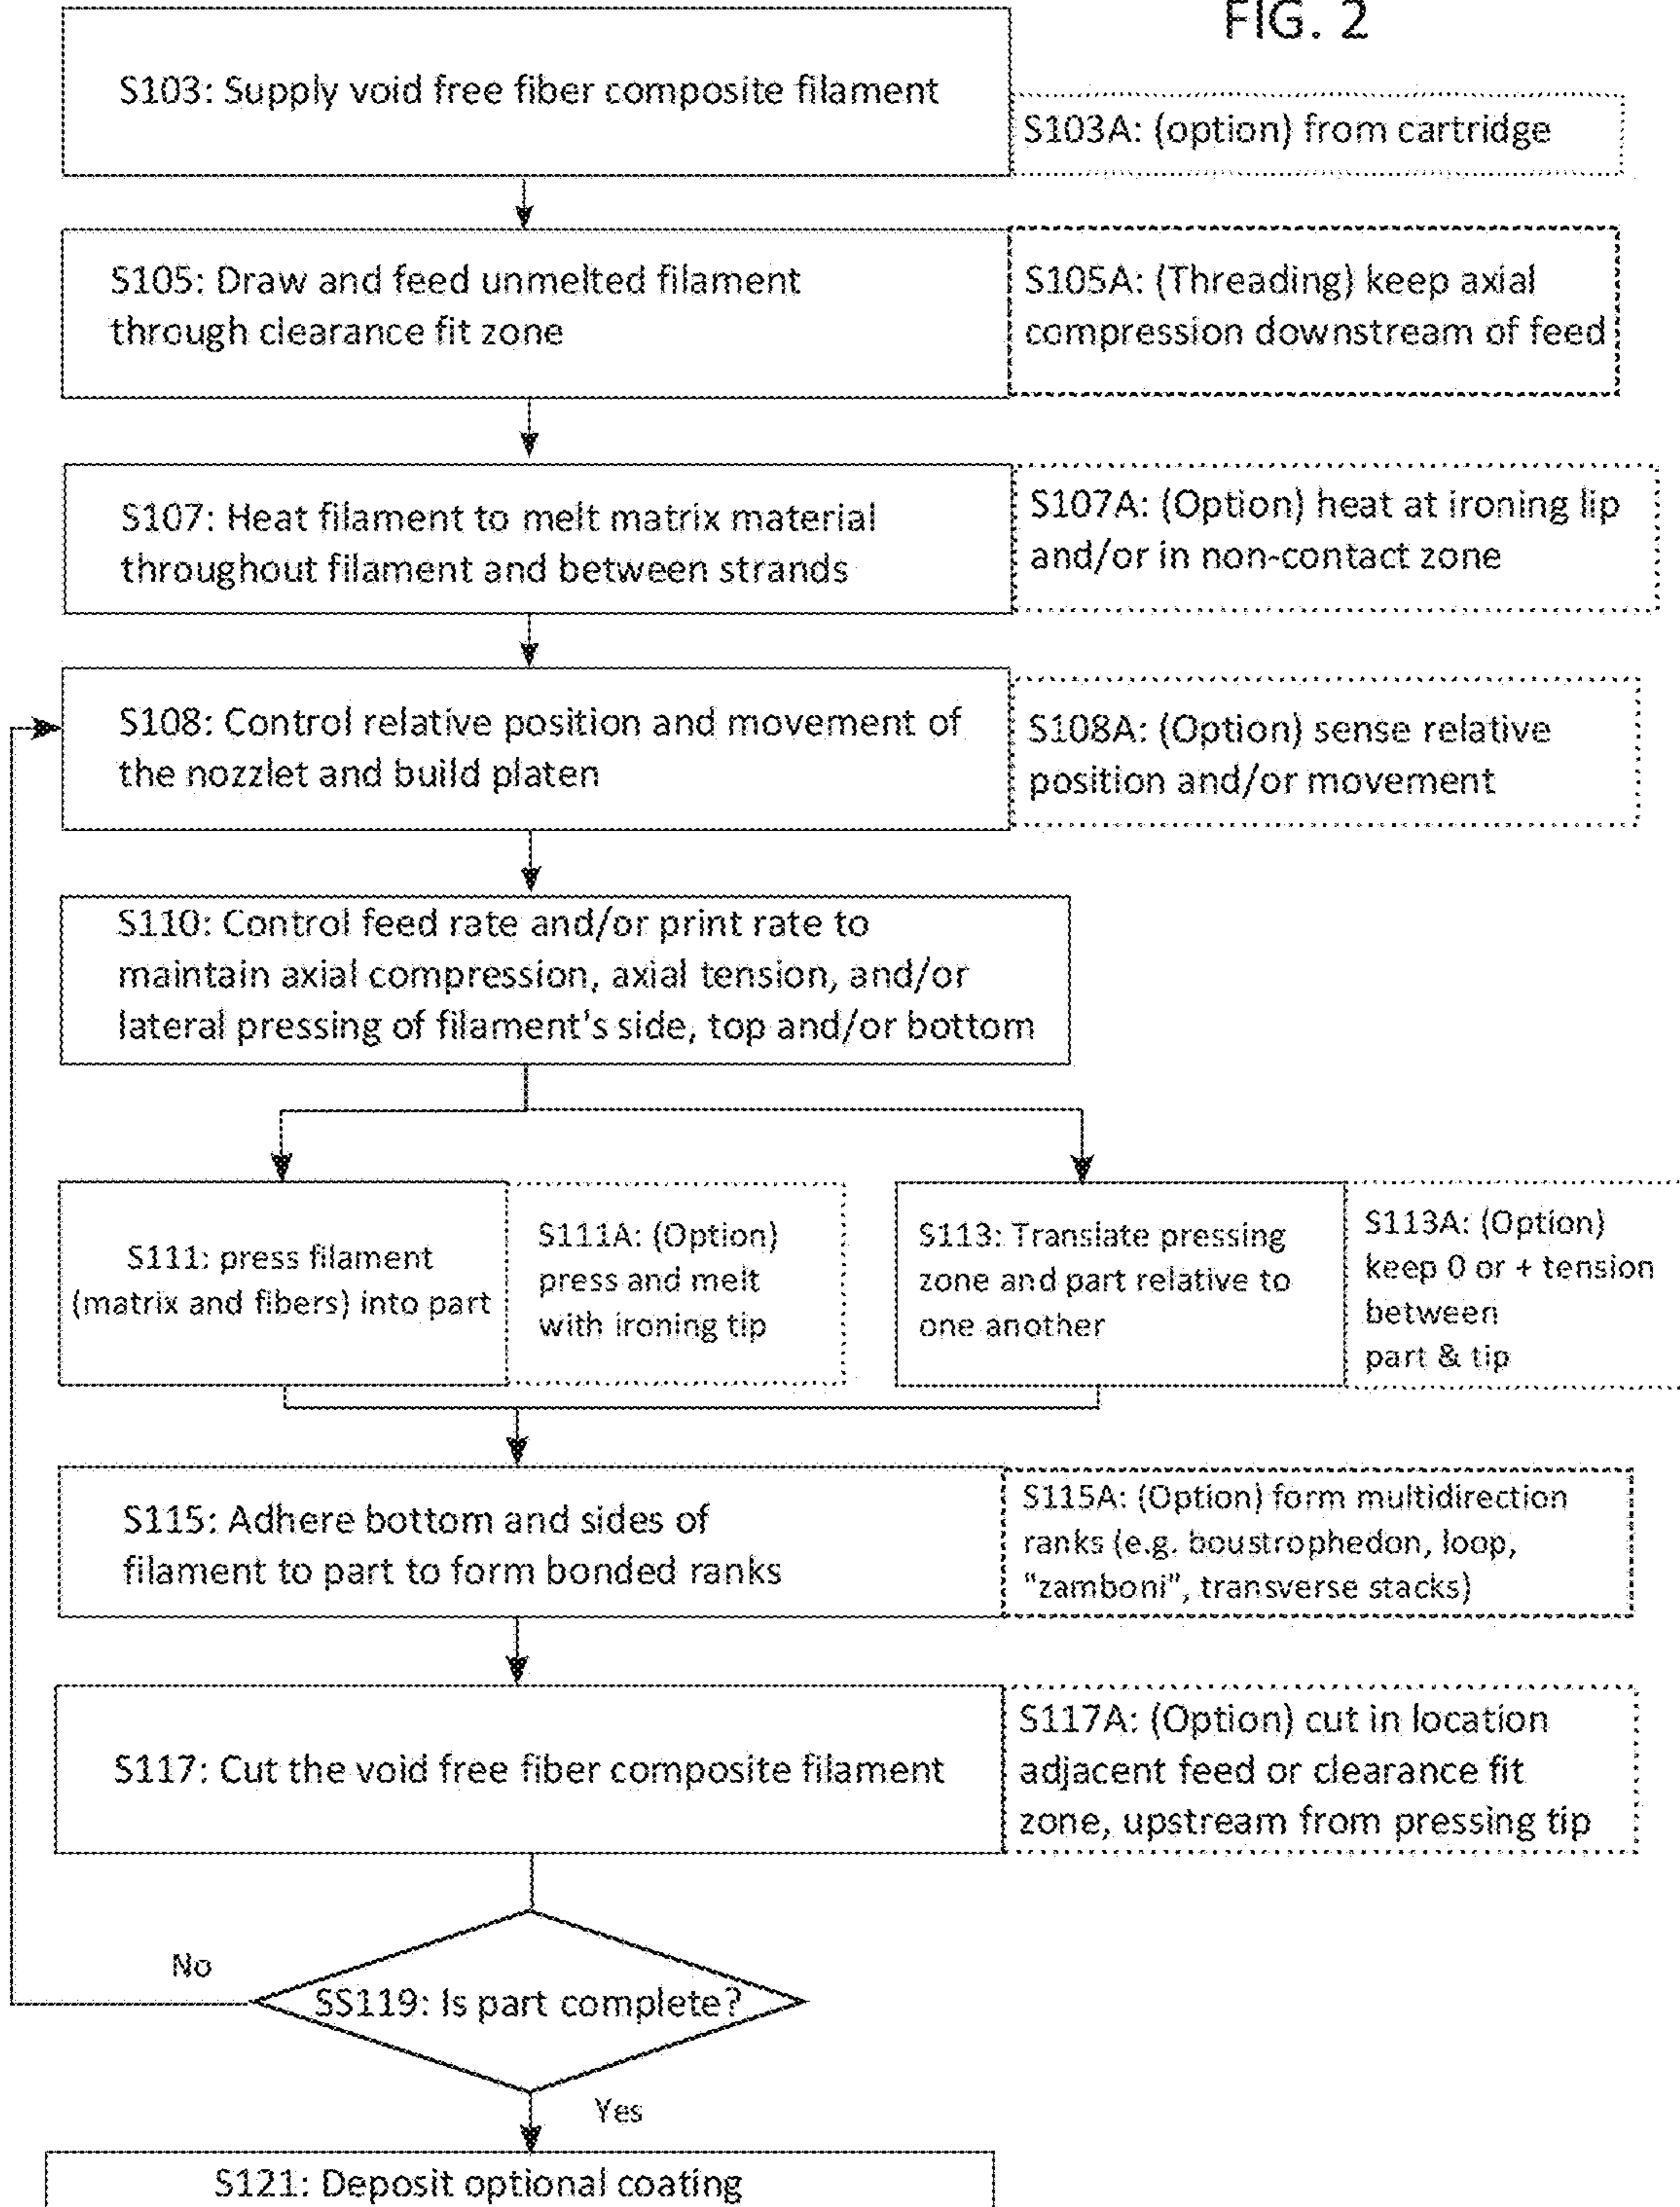 FIG. 2
S103: Supply void free fiber composite filament
S103A: (option) from cartridge
S105: Draw and feed unmelted filament
through clearance fit zone
S105A: (Threading) keep axial
compression downstream of feed
S107: Heat filament to melt matrix material
throughout filament and between strands
S107A: (Option) heat at ironing lip
and/or in non-contact zone
S108: Control relative position and movement of
the nozzlet and build platen
S108A: (Option) sense relative
position and/or movement
S110: Control feed rate and/or print rate to
maintain axial compression, axial tension, and/or
lateral pressing of filament's side, top and/or bottom
S111: press filament
(matrix and fibers) into part
S111A: (Option)
press and melt
with ironing tip
S113: Translate pressing
zone and part relative to
one another
S113A: (Option)
keep 0 or + tension
between
part & tip
S115: Adhere bottom and sides of
filament to part to form bonded ranks
S115A: (Option) form multidirection
ranks (e.g. boustrophedon, loop,
"zamboni", transverse stacks)
S117: Cut the void free fiber composite filament
S117A: (Option) cut in location
adjacent feed or clearance fit
zone, upstream from pressing tip
No
SS119: Is part complete?
Yes
S121: Deposit optional coating